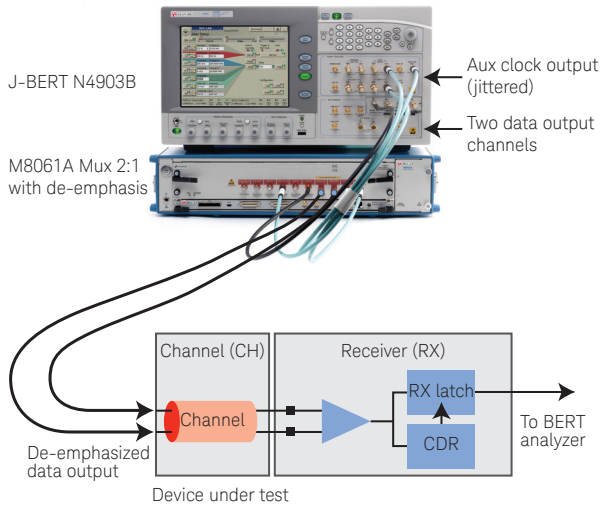 J-BERT N4903B
Aux clock output
(jittered)
Two data output
channels
M8061A Mux 2:1
with de-emphasis
Channel (CH)
Receiver (RX)
Channel
RX latch
CDR
To BERT
analyzer
De-emphasized
data output
Device under test